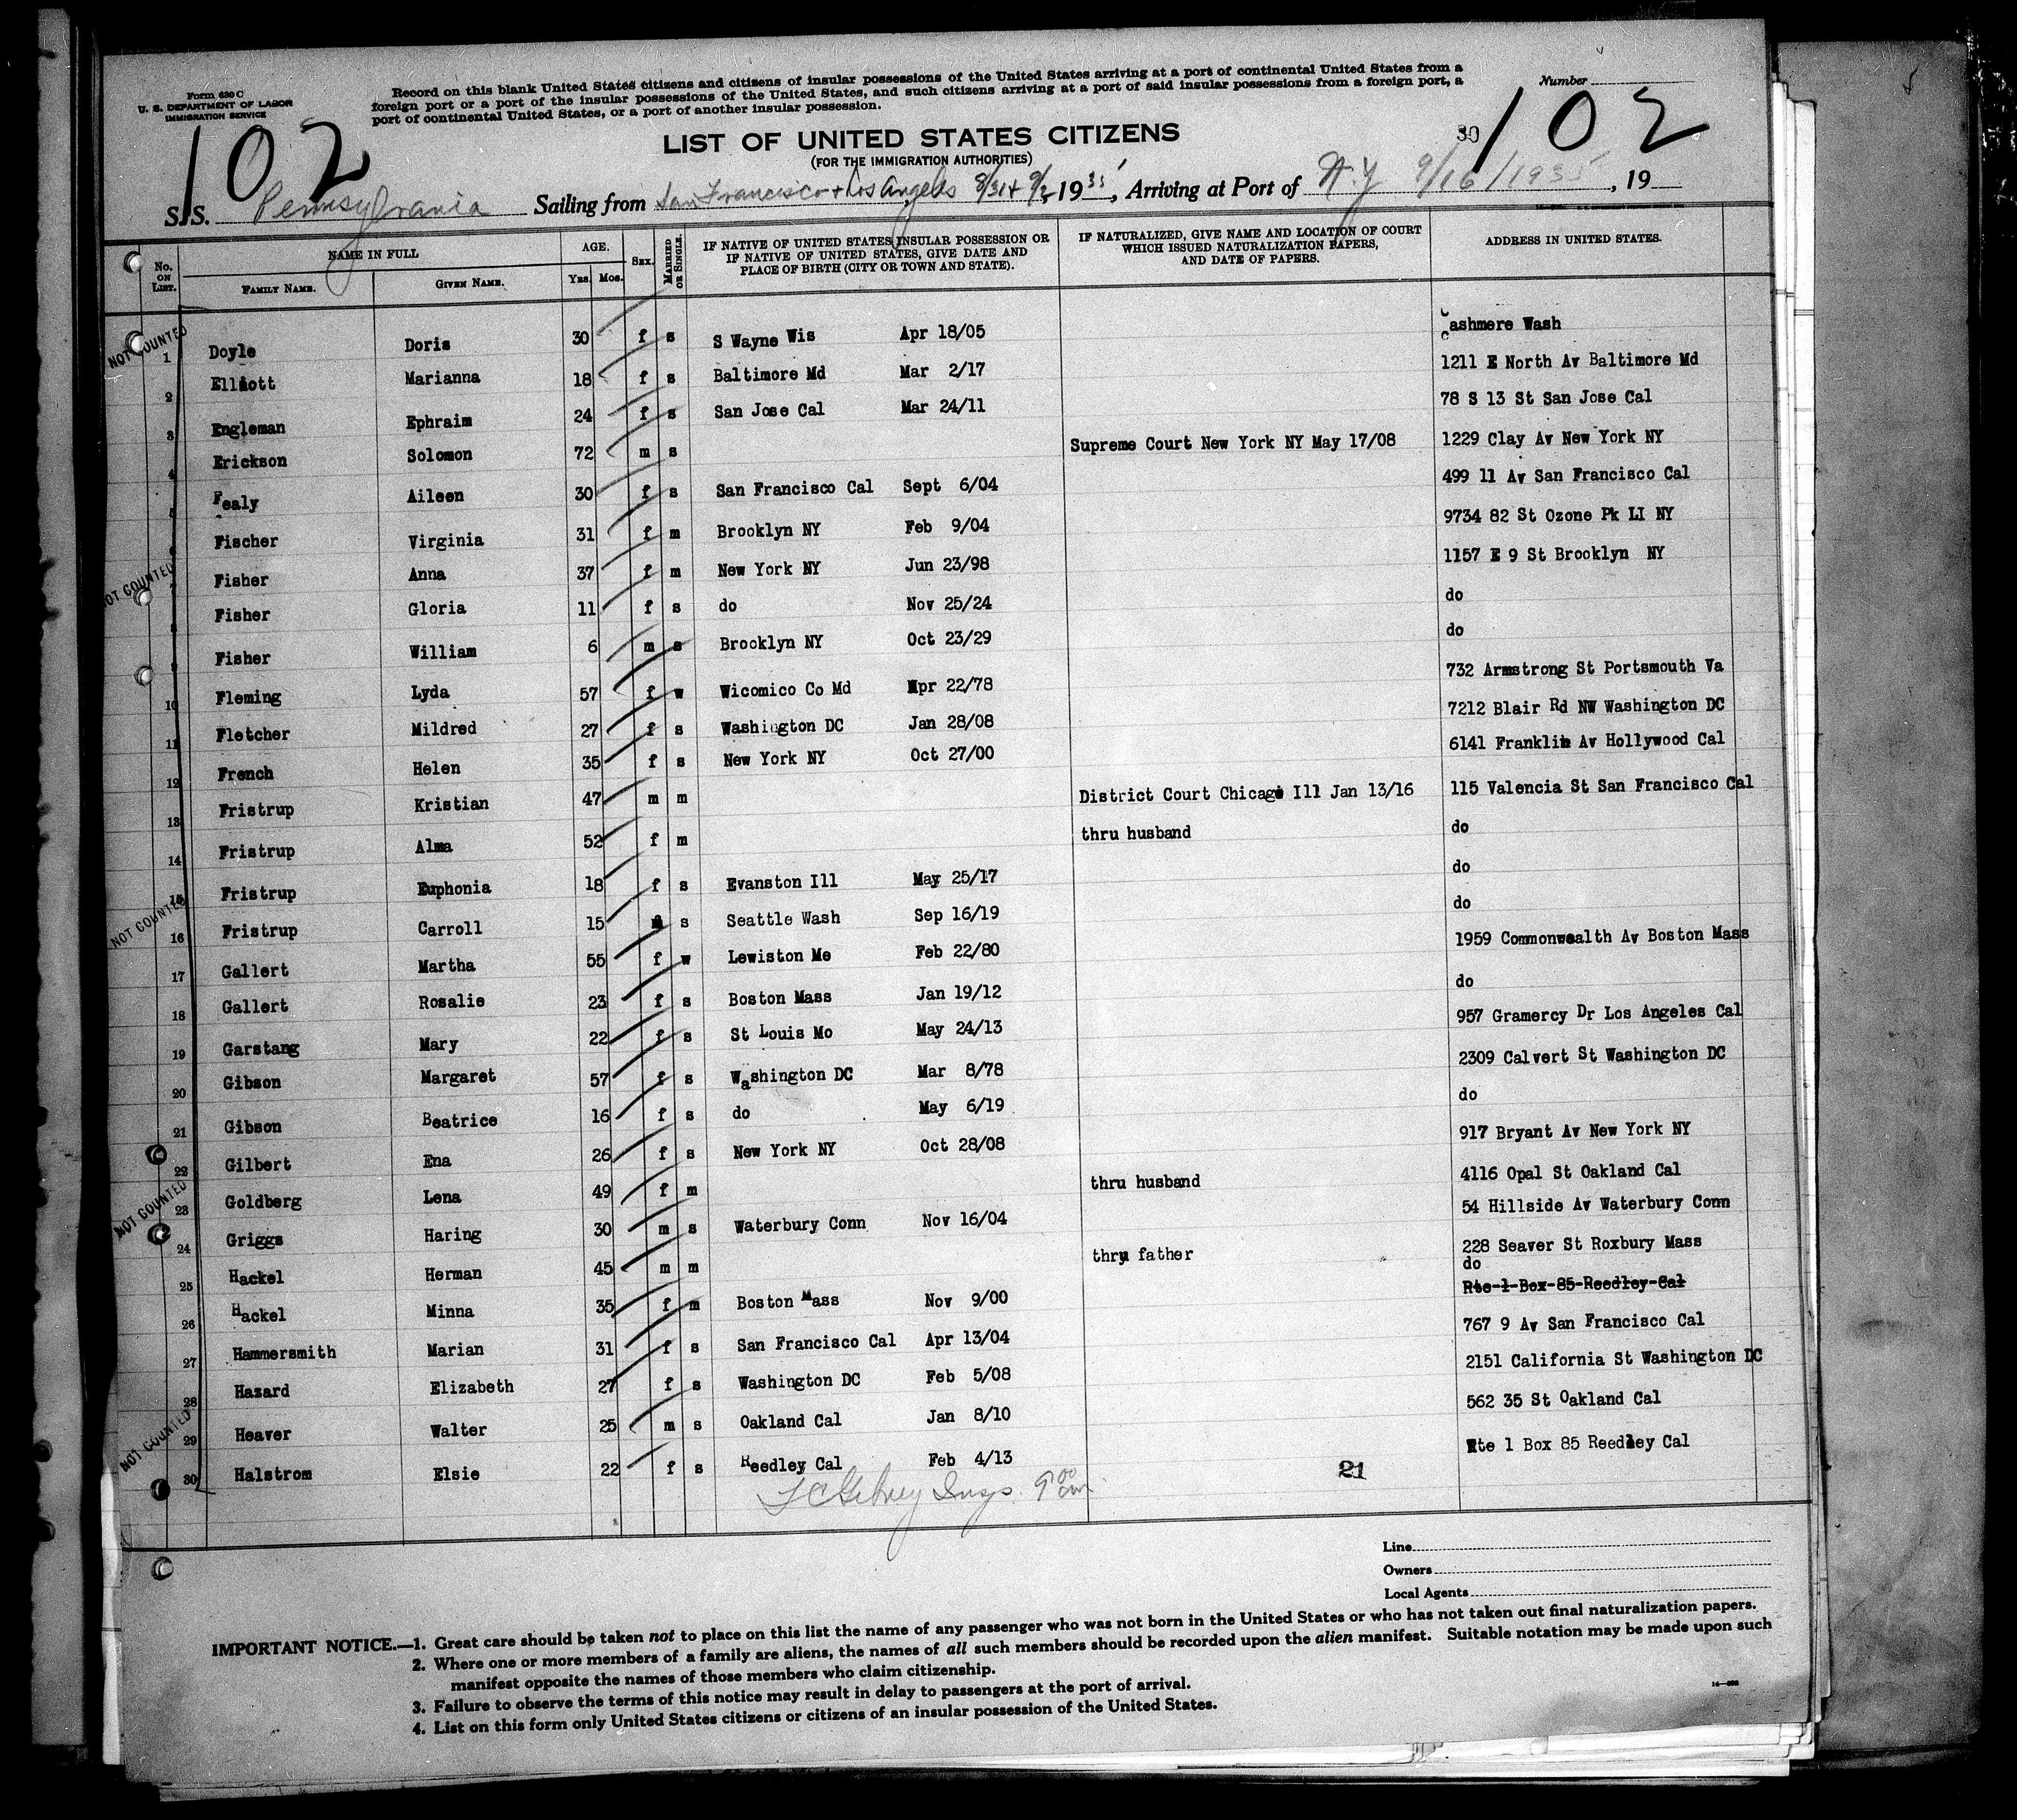 Form 630 C
U. S. DEPARTMENT OF LABOR
IMMIGRATION SERVICE
Record on this blank United States citizens and citizens of insular possessions of the United States arriving at a port of continental United States from a
foreign port or a port of the insular possessions of the United States, and such citizens arriving at a port of said insular possessions from a foreign port, a
port of continental United States, or a port of another insular possession.
Number
102
30
102
LIST OF UNITED STATES CITIZENS
(FOR THE IMMIGRATION AUTHORITIES)
S.S. Pennsylvania Sailing from San Francisco + Los Angeles 8/31 + 9/2, 1935, Arriving at Port of N.Y 9/16/1935, 19
No. ON LIST. NAME IN FULL AGE. SEX. MARRIED OR SINGLE. IF NATIVE OF UNITED STATES INSULAR POSSESSION OR IF NATIVE OF UNITED STATES, GIVE DATE AND PLACE OF BIRTH (CITY OR TOWN AND STATE). IF NATURALIZED, GIVE NAME AND LOCATION OF COURT WHICH ISSUED NATURALIZATION PAPERS, AND DATE OF PAPERS. ADDRESS IN UNITED STATES.
FAMILY NAME. GIVEN NAME. YRS. MOS.
NOT COUNTED
1 Doyle Doris 30 f s S Wayne Wis Apr 18/05 Cashmere Wash
2 Elliott Marianna 18 f s Baltimore Md Mar 2/17 1211 E North Av Baltimore Md
3 Engleman Ephraim 24 f s San Jose Cal Mar 24/11 78 S 13 St San Jose Cal
4 Erickson Solomon 72 m s Supreme Court New York NY May 17/08 1229 Clay Av New York NY
5 Fealy Aileen 30 f s San Francisco Cal Sept 6/04 499 11 Av San Francisco Cal
6 Fischer Virginia 31 f m Brooklyn NY Feb 9/04 9734 82 St Ozone Pk LI NY
NOT COUNTED
7 Fisher Anna 37 f m New York NY Jun 23/98 1157 E 9 St Brooklyn NY
8 Fisher Gloria 11 f s do Nov 25/24 do
9 Fisher William 6 m s Brooklyn NY Oct 23/29 do
10 Fleming Lyda 57 f w Wicomico Co Md Apr 22/78 732 Armstrong St Portsmouth Va
11 Fletcher Mildred 27 f s Washington DC Jan 28/08 7212 Blair Rd NW Washington DC
12 French Helen 35 f s New York NY Oct 27/00 6141 Franklin Av Hollywood Cal
13 Fristrup Kristian 47 m m District Court Chicago Ill Jan 13/16 115 Valencia St San Francisco Cal
14 Fristrup Alma 52 f m thru husband do
15 Fristrup Euphonia 18 f s Evanston Ill May 25/17 do
NOT COUNTED
16 Fristrup Carroll 15 s Seattle Wash Sep 16/19 do
17 Gallert Martha 55 f w Lewiston Me Feb 22/80 1959 Commonwealth Av Boston Mass
18 Gallert Rosalie 23 f s Boston Mass Jan 19/12 do
19 Garstang Mary 22 f s St Louis Mo May 24/13 957 Gramercy Dr Los Angeles Cal
20 Gibson Margaret 57 f s Washington DC Mar 8/78 2309 Calvert St Washington DC
21 Gibson Beatrice 16 f s do May 6/19 do
22 Gilbert Ena 26 f s New York NY Oct 28/08 917 Bryant Av New York NY
NOT COUNTED
23 Goldberg Lena 49 f m thru husband 4116 Opal St Oakland Cal
24 Griggs Haring 30 m s Waterbury Conn Nov 16/04 54 Hillside Av Waterbury Conn
25 Hackel Herman 45 m m thru father 228 Seaver St Roxbury Mass
26 Hackel Minna 35 f m Boston Mass Nov 9/00 do
Rte 1 Box 85 Reedley Cal
27 Hammersmith Marian 31 f s San Francisco Cal Apr 13/04 767 9 Av San Francisco Cal
28 Hazard Elizabeth 27 f s Washington DC Feb 5/08 2151 California St Washington DC
NOT COUNTED
29 Heaver Walter 25 m s Oakland Cal Jan 8/10 562 35 St Oakland Cal
30 Halstrom Elsie 22 f s Reedley Cal Feb 4/13 Rte 1 Box 85 Reedley Cal
21
Line
Owners
Local Agents
IMPORTANT NOTICE.—1. Great care should be taken not to place on this list the name of any passenger who was not born in the United States or who has not taken out final naturalization papers.
2. Where one or more members of a family are aliens, the names of all such members should be recorded upon the alien manifest. Suitable notation may be made upon such
manifest opposite the names of those members who claim citizenship.
3. Failure to observe the terms of this notice may result in delay to passengers at the port of arrival.
4. List on this form only United States citizens or citizens of an insular possession of the United States.